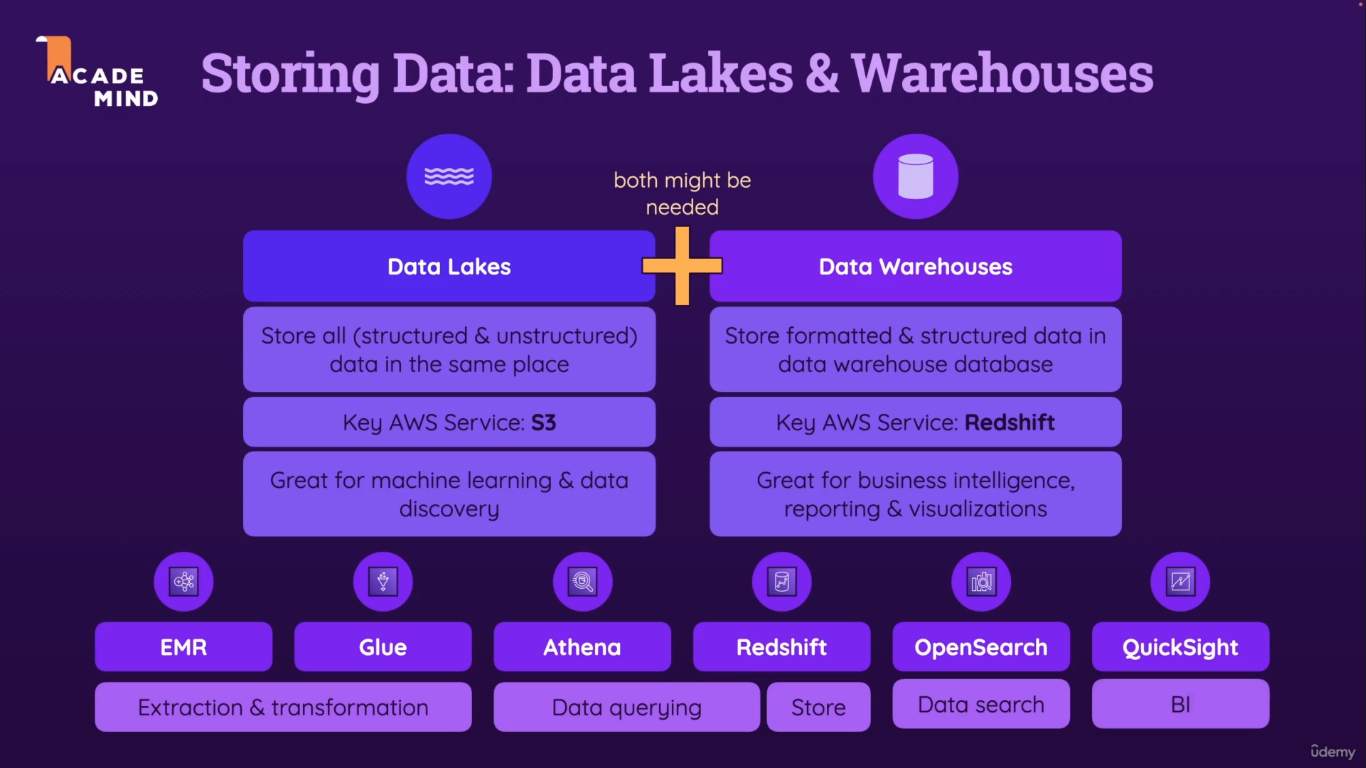 ACADE
MIND
Storing Data: Data Lakes & Warehouses
both might be
needed
Data Lakes
Data Warehouses
Store all (structured & unstructured)
data in the same place
Store formatted & structured data in
data warehouse database
Key AWS Service: S3
Key AWS Service: Redshift
Great for machine learning & data
discovery
Great for business intelligence,
reporting & visualizations
EMR
Glue
Athena
Redshift
OpenSearch
QuickSight
Extraction & transformation
Data querying
Store
Data search
BI
ûdemy